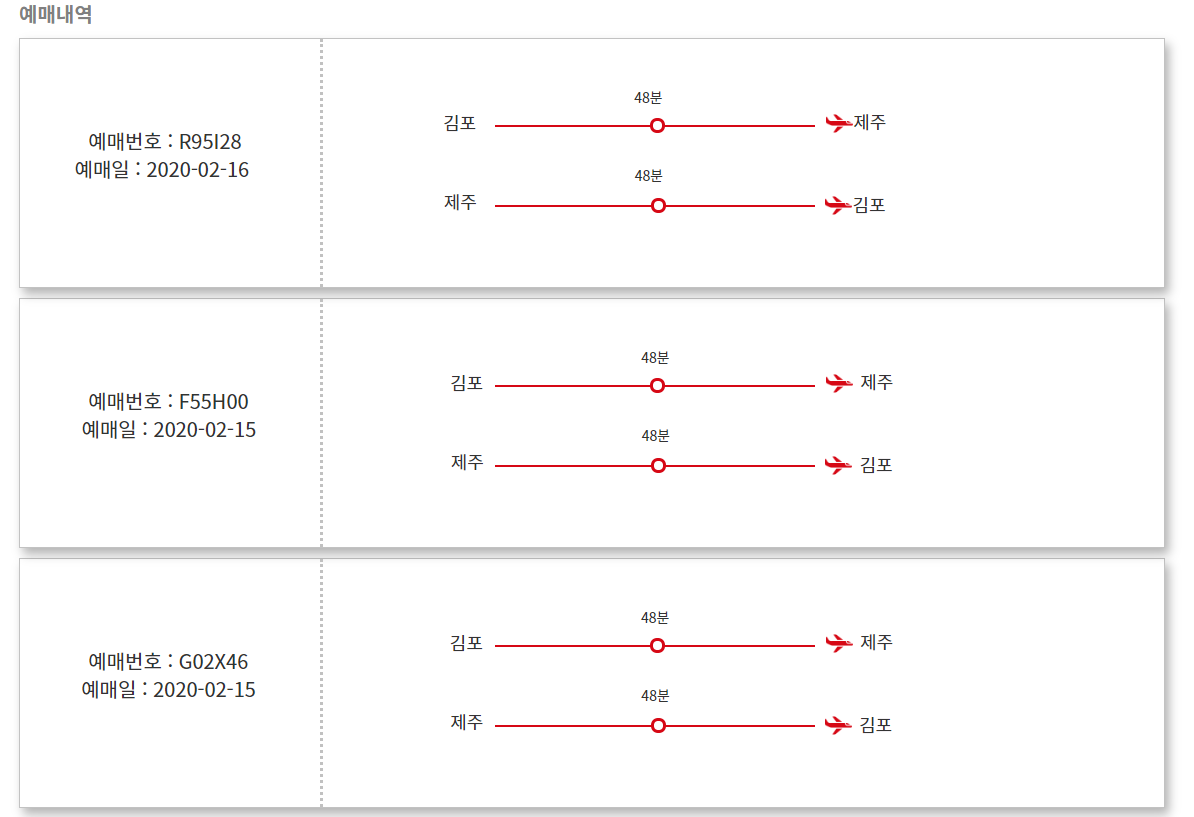 예매내역
예매번호 : R95I28
예매일 : 2020-02-16
48분
김포 제주
48분
제주 김포
예매번호 : F55H00
예매일 : 2020-02-15
48분
김포 제주
48분
제주 김포
예매번호 : G02X46
예매일 : 2020-02-15
48분
김포 제주
48분
제주 김포